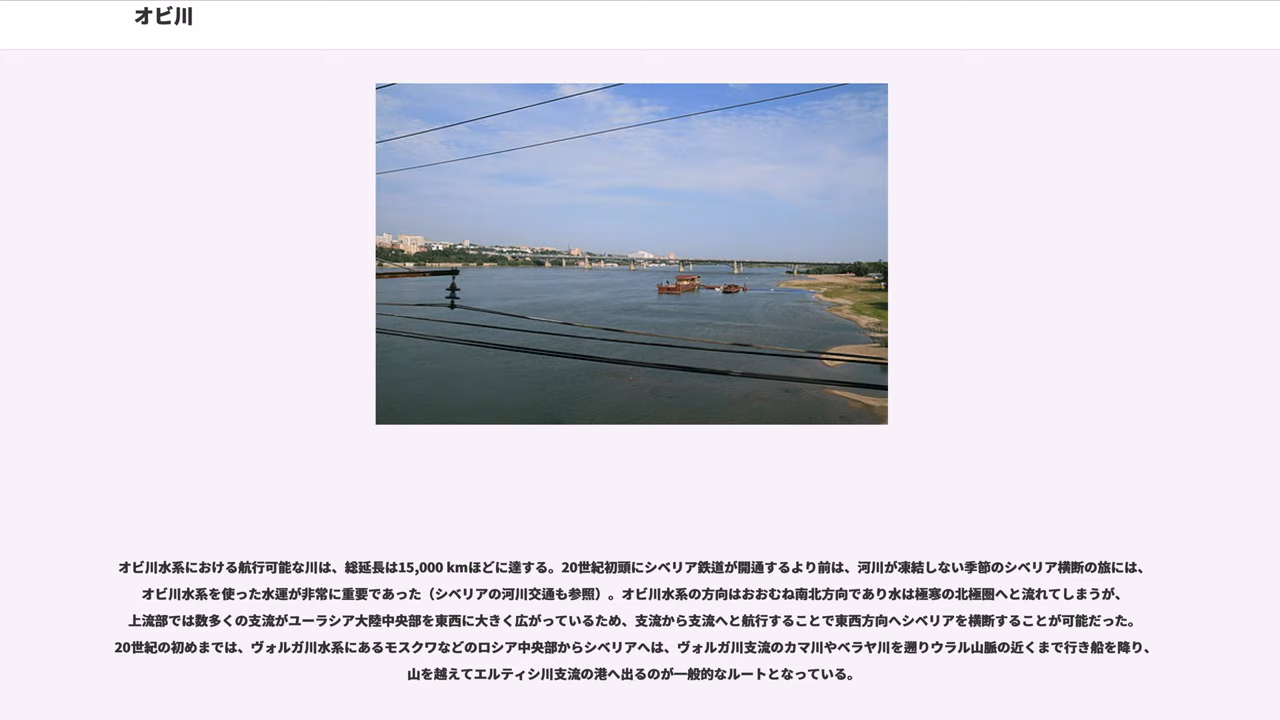 オビ川
オビ川水系における航行可能な川は、総延長は15,000 kmほどに達する。20世紀初頭にシベリア鉄道が開通するより前は、河川が凍結しない季節のシベリア横断の旅には、
オビ川水系を使った水運が非常に重要であった（シベリアの河川交通も参照）。オビ川水系の方向はおおむね南北方向であり水は極寒の北極圏へと流れてしまうが、
上流部では数多くの支流がユーラシア大陸中央部を東西に大きく広がっているため、支流から支流へと航行することで東西方向へシベリアを横断することが可能だった。
20世紀の初めまでは、ヴォルガ川水系にあるモスクワなどのロシア中央部からシベリアへは、ヴォルガ川支流のカマ川やベラヤ川を遡りウラル山脈の近くまで行き船を降り、
山を越えてエルティシ川支流の港へ出るのが一般的なルートとなっている。